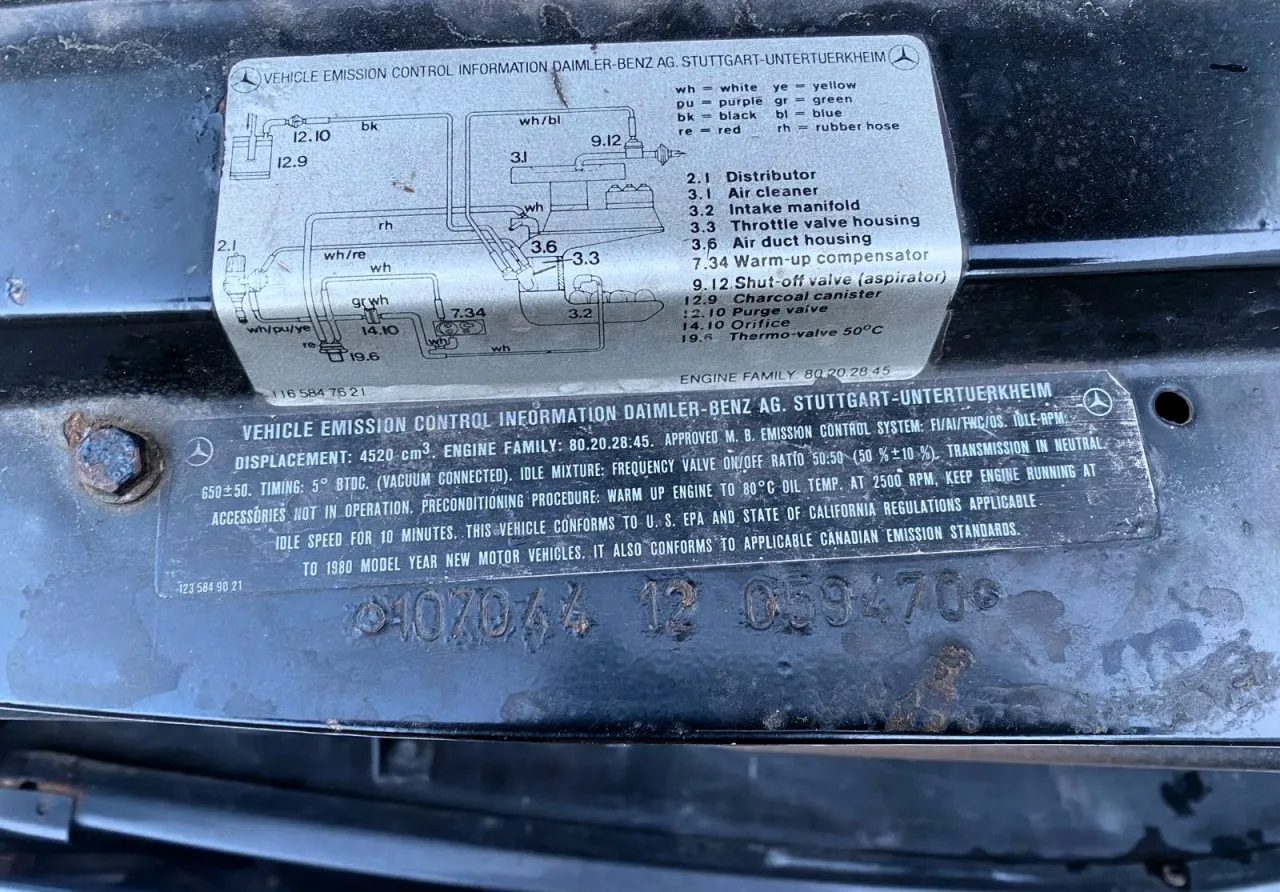 VEHICLE EMISSION CONTROL INFORMATION DAIMLER-BENZ AG. STUTTGART-UNTERTUERKHEIM
wh = white ye = yellow
pu = purple gr = green
bk = black bl = blue
re = red rh = rubber hose
12.10
bk
wh/bl
9.12
12.9
3.1
2.1 Distributor
3.1 Air cleaner
3.2 Intake manifold
3.3 Throttle valve housing
3.6 Air duct housing
7.34 Warm-up compensator
9.12 Shut-off valve (aspirator)
12.9 Charcoal canister
12.10 Purge valve
14.10 Orifice
19.6 Thermo-valve 50°C
wh
rh
2.1
wh/re
3.6
3.3
wh
gr wh
7.34
3.2
wh/pu/ye
14.10
wh
re
19.6
wh
116 584 76 21
ENGINE FAMILY 80.20.28.45
VEHICLE EMISSION CONTROL INFORMATION DAIMLER-BENZ AG. STUTTGART-UNTERTUERKHEIM
DISPLACEMENT: 4520 cm³. ENGINE FAMILY: 80.20.28.45. APPROVED M. B. EMISSION CONTROL SYSTEM: FI/AI/TWC/OS. IDLE-RPM:
650±50. TIMING: 5° BTDC. (VACUUM CONNECTED). IDLE MIXTURE: FREQUENCY VALVE ON/OFF RATIO 50:50 (50 %±10 %). TRANSMISSION IN NEUTRAL.
ACCESSORIES NOT IN OPERATION. PRECONDITIONING PROCEDURE: WARM UP ENGINE TO 80°C OIL TEMP. AT 2500 RPM, KEEP ENGINE RUNNING AT
IDLE SPEED FOR 10 MINUTES. THIS VEHICLE CONFORMS TO U. S. EPA AND STATE OF CALIFORNIA REGULATIONS APPLICABLE
TO 1980 MODEL YEAR NEW MOTOR VEHICLES. IT ALSO CONFORMS TO APPLICABLE CANADIAN EMISSION STANDARDS.
123 584 90 21
107044 12 059470